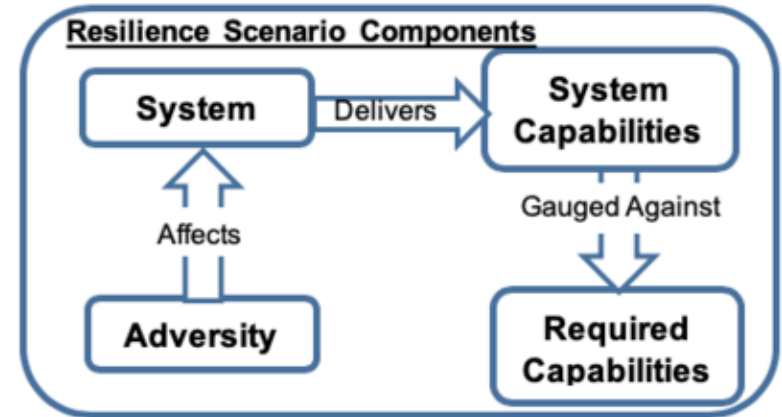 Resilience Scenario Components
System
Delivers
System
Capabilities
Affects
Gauged Against
Adversity
Required
Capabilities